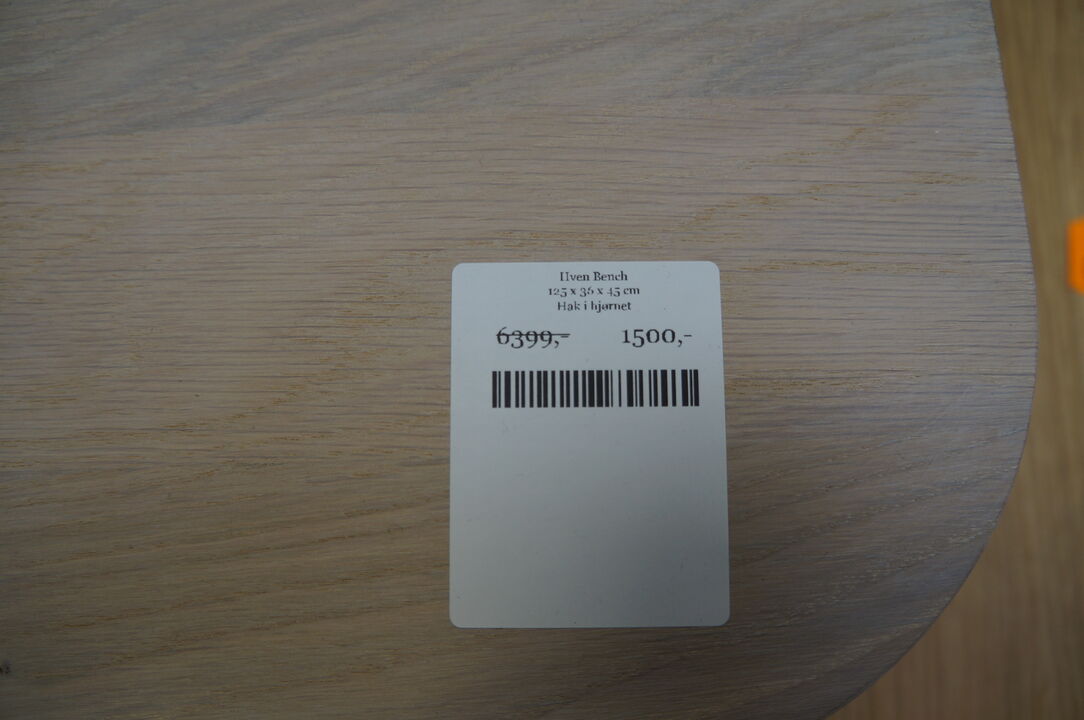 Hven Bench
125 x 36 x 45 cm
Hak i hjørnet
6399,- 1500,-